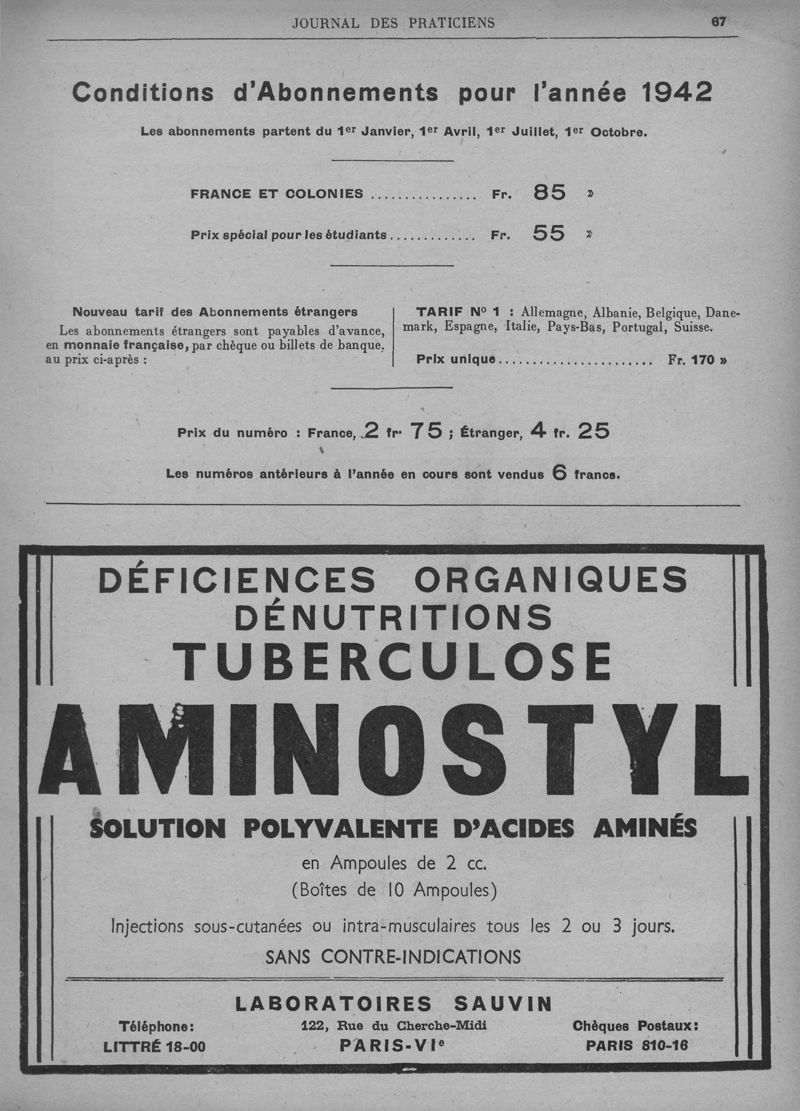 JOURNAL DES PRATICIENS 67
Conditions d'Abonnements pour l'année 1942
Les abonnements partent du 1er Janvier, 1er Avril, 1er Juillet, 1er Octobre.
FRANCE ET COLONIES ................ Fr. 85 »
Prix spécial pour les étudiants ............. Fr. 55 »
Nouveau tarif des Abonnements étrangers
Les abonnements étrangers sont payables d'avance,
en monnaie française, par chèque ou billets de banque,
au prix ci-après :
TARIF No 1 : Allemagne, Albanie, Belgique, Dane-
mark, Espagne, Italie, Pays-Bas, Portugal, Suisse.
Prix unique ...................... Fr. 170 »
Prix du numéro : France, 2 fr. 75 ; Étranger, 4 fr. 25
Les numéros antérieurs à l'année en cours sont vendus 6 francs.
DÉFICIENCES ORGANIQUES
DÉNUTRITIONS
TUBERCULOSE
AMINOSTYL
SOLUTION POLYVALENTE D'ACIDES AMINÉS
en Ampoules de 2 cc.
(Boîtes de 10 Ampoules)
Injections sous-cutanées ou intra-musculaires tous les 2 ou 3 jours.
SANS CONTRE-INDICATIONS
LABORATOIRES SAUVIN
Téléphone:
LITTRÉ 18-00
122, Rue du Cherche-Midi
PARIS-VIe
Chèques Postaux:
PARIS 810-16